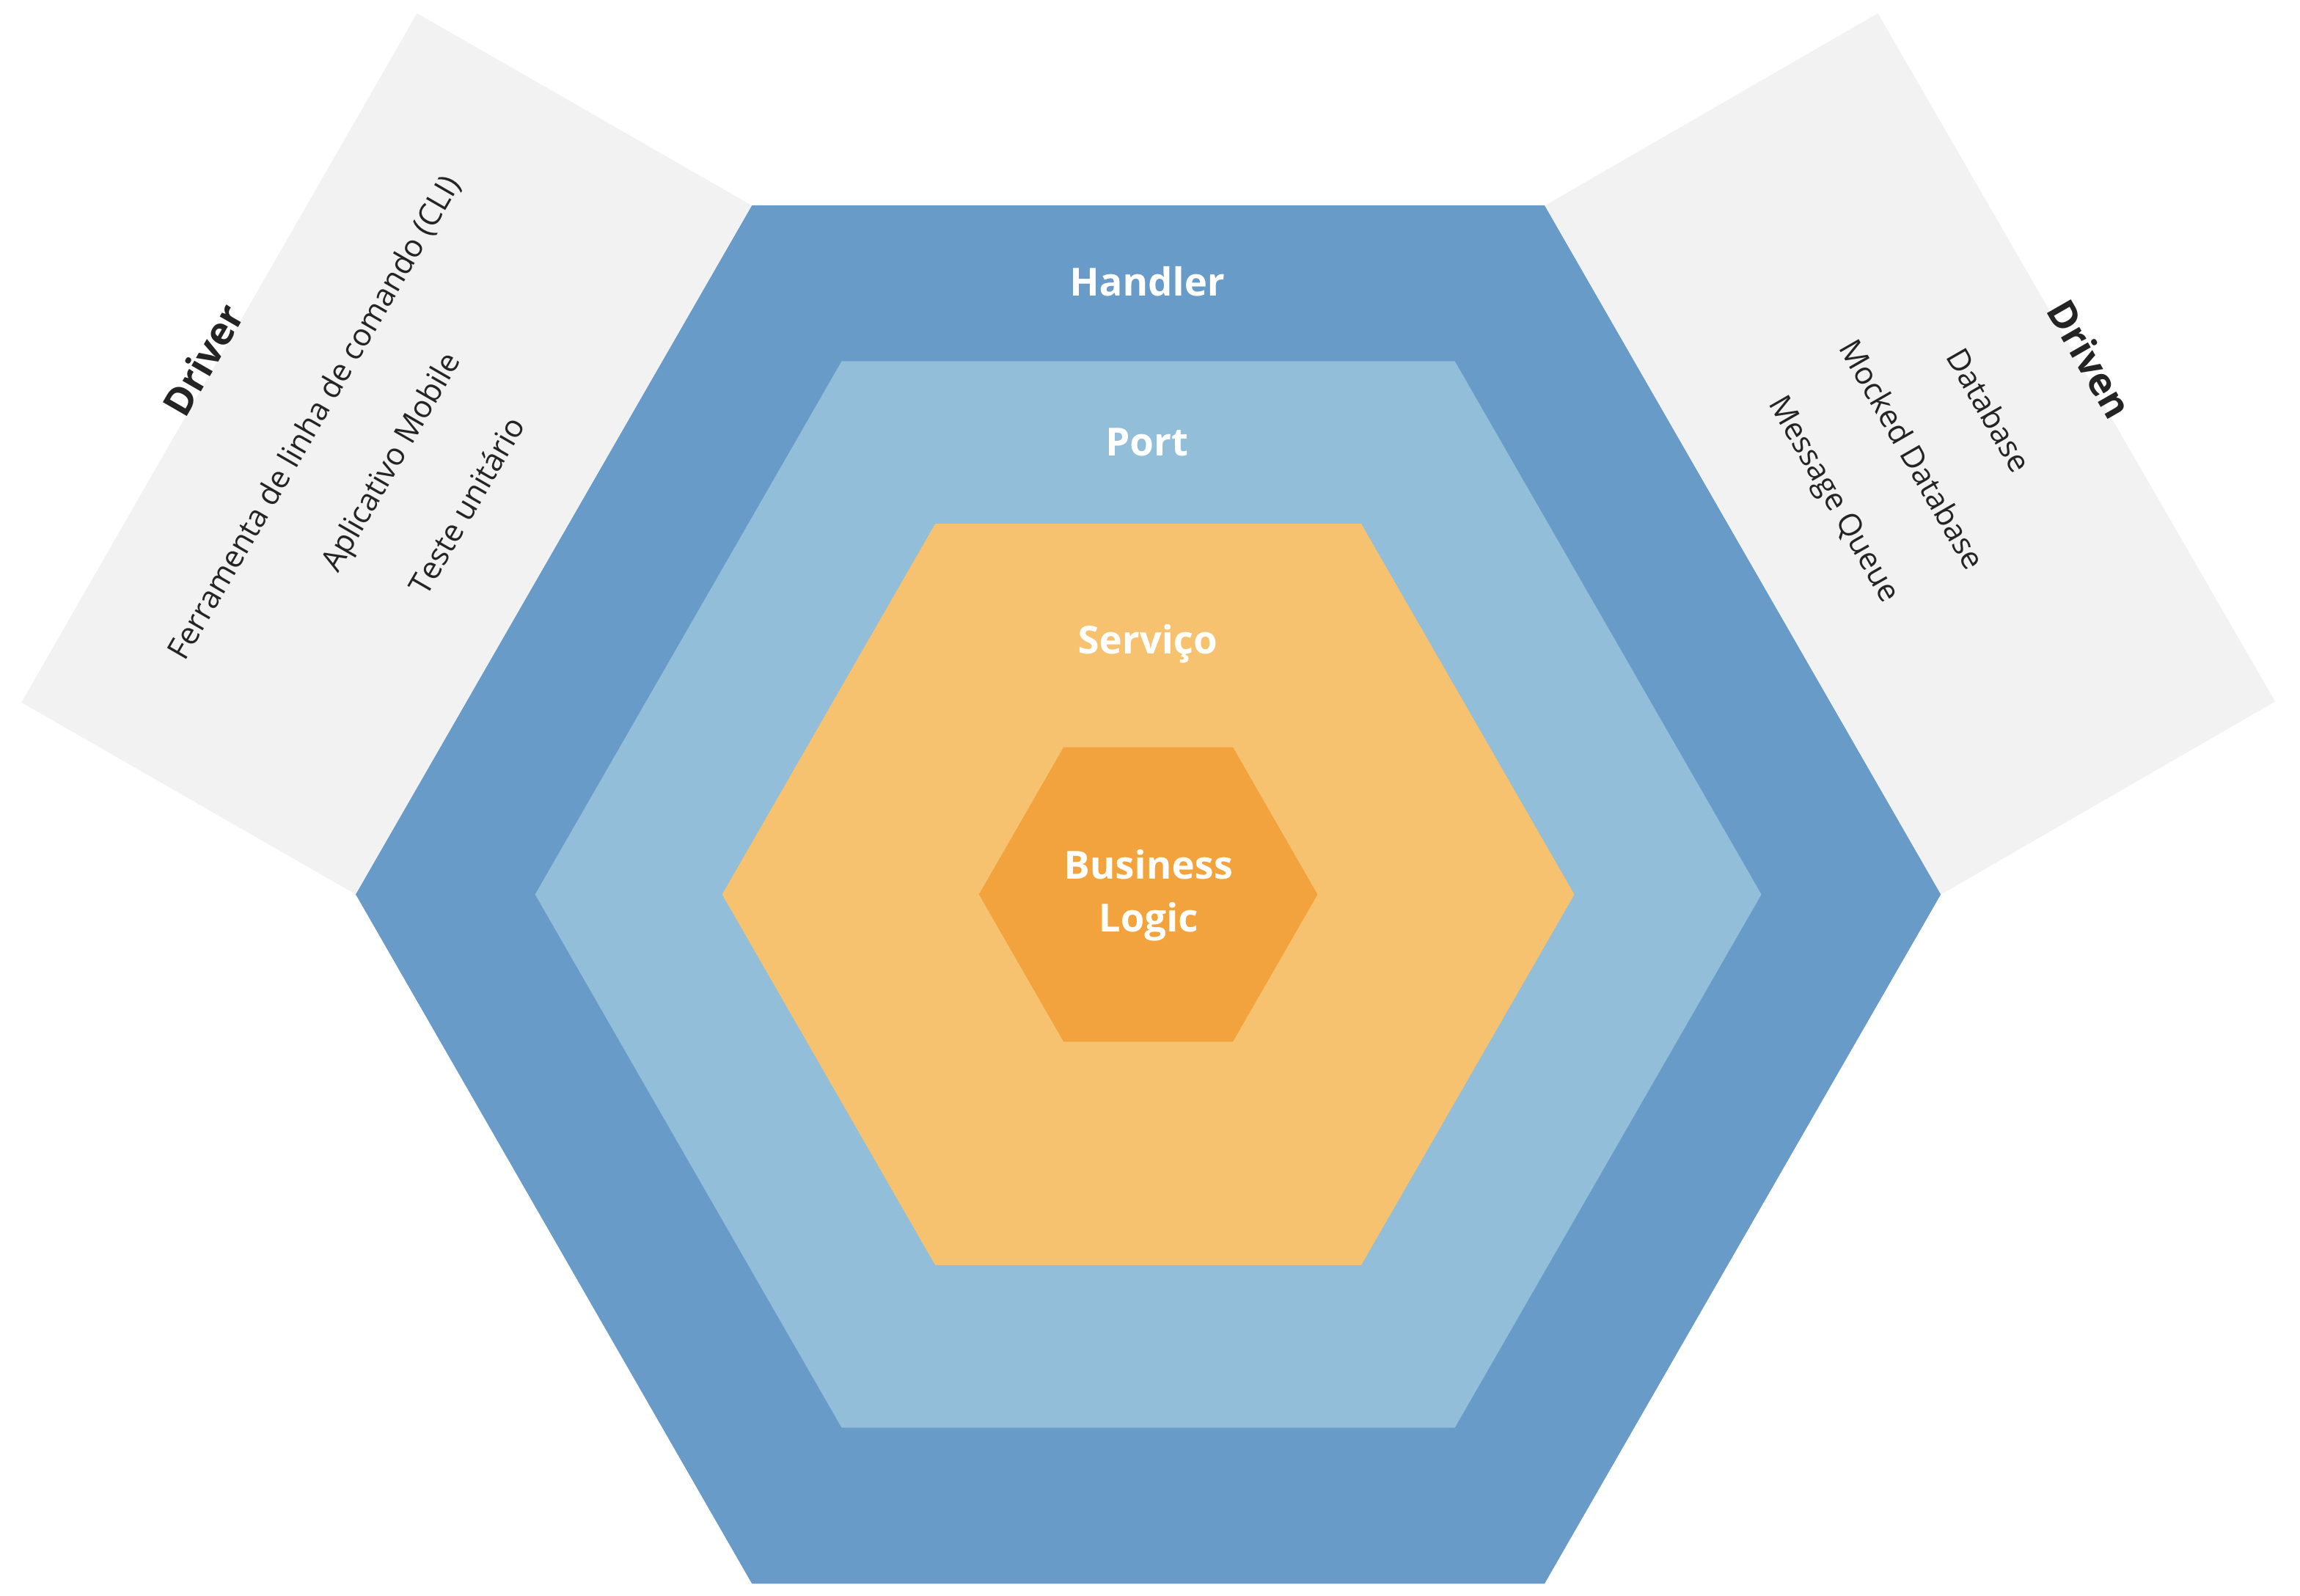 Driver
Ferramenta de linha de comando (CLI)
Aplicativo Mobile
Teste unitário
Handler
Port
Serviço
Business
Logic
Driven
Database
Mocked Database
Message Queue